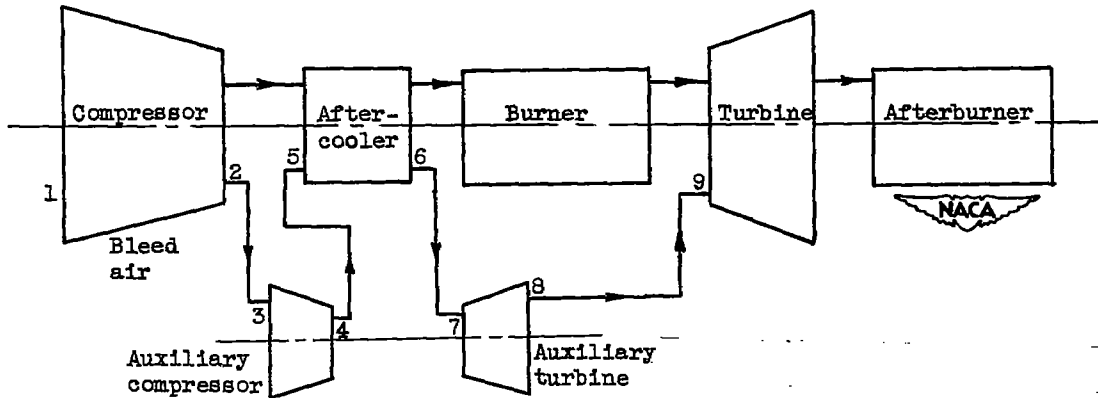 Compressor
After-
cooler
Burner
Turbine
Afterburner
5
6
9
1
2
NACA
Bleed
air
3
4
7
8
Auxiliary
compressor
Auxiliary
turbine